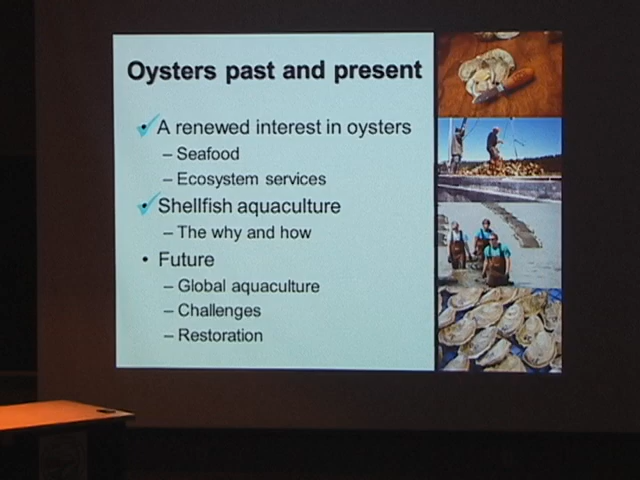 Oysters past and present
• A renewed interest in oysters
– Seafood
– Ecosystem services
• Shellfish aquaculture
– The why and how
• Future
– Global aquaculture
– Challenges
– Restoration